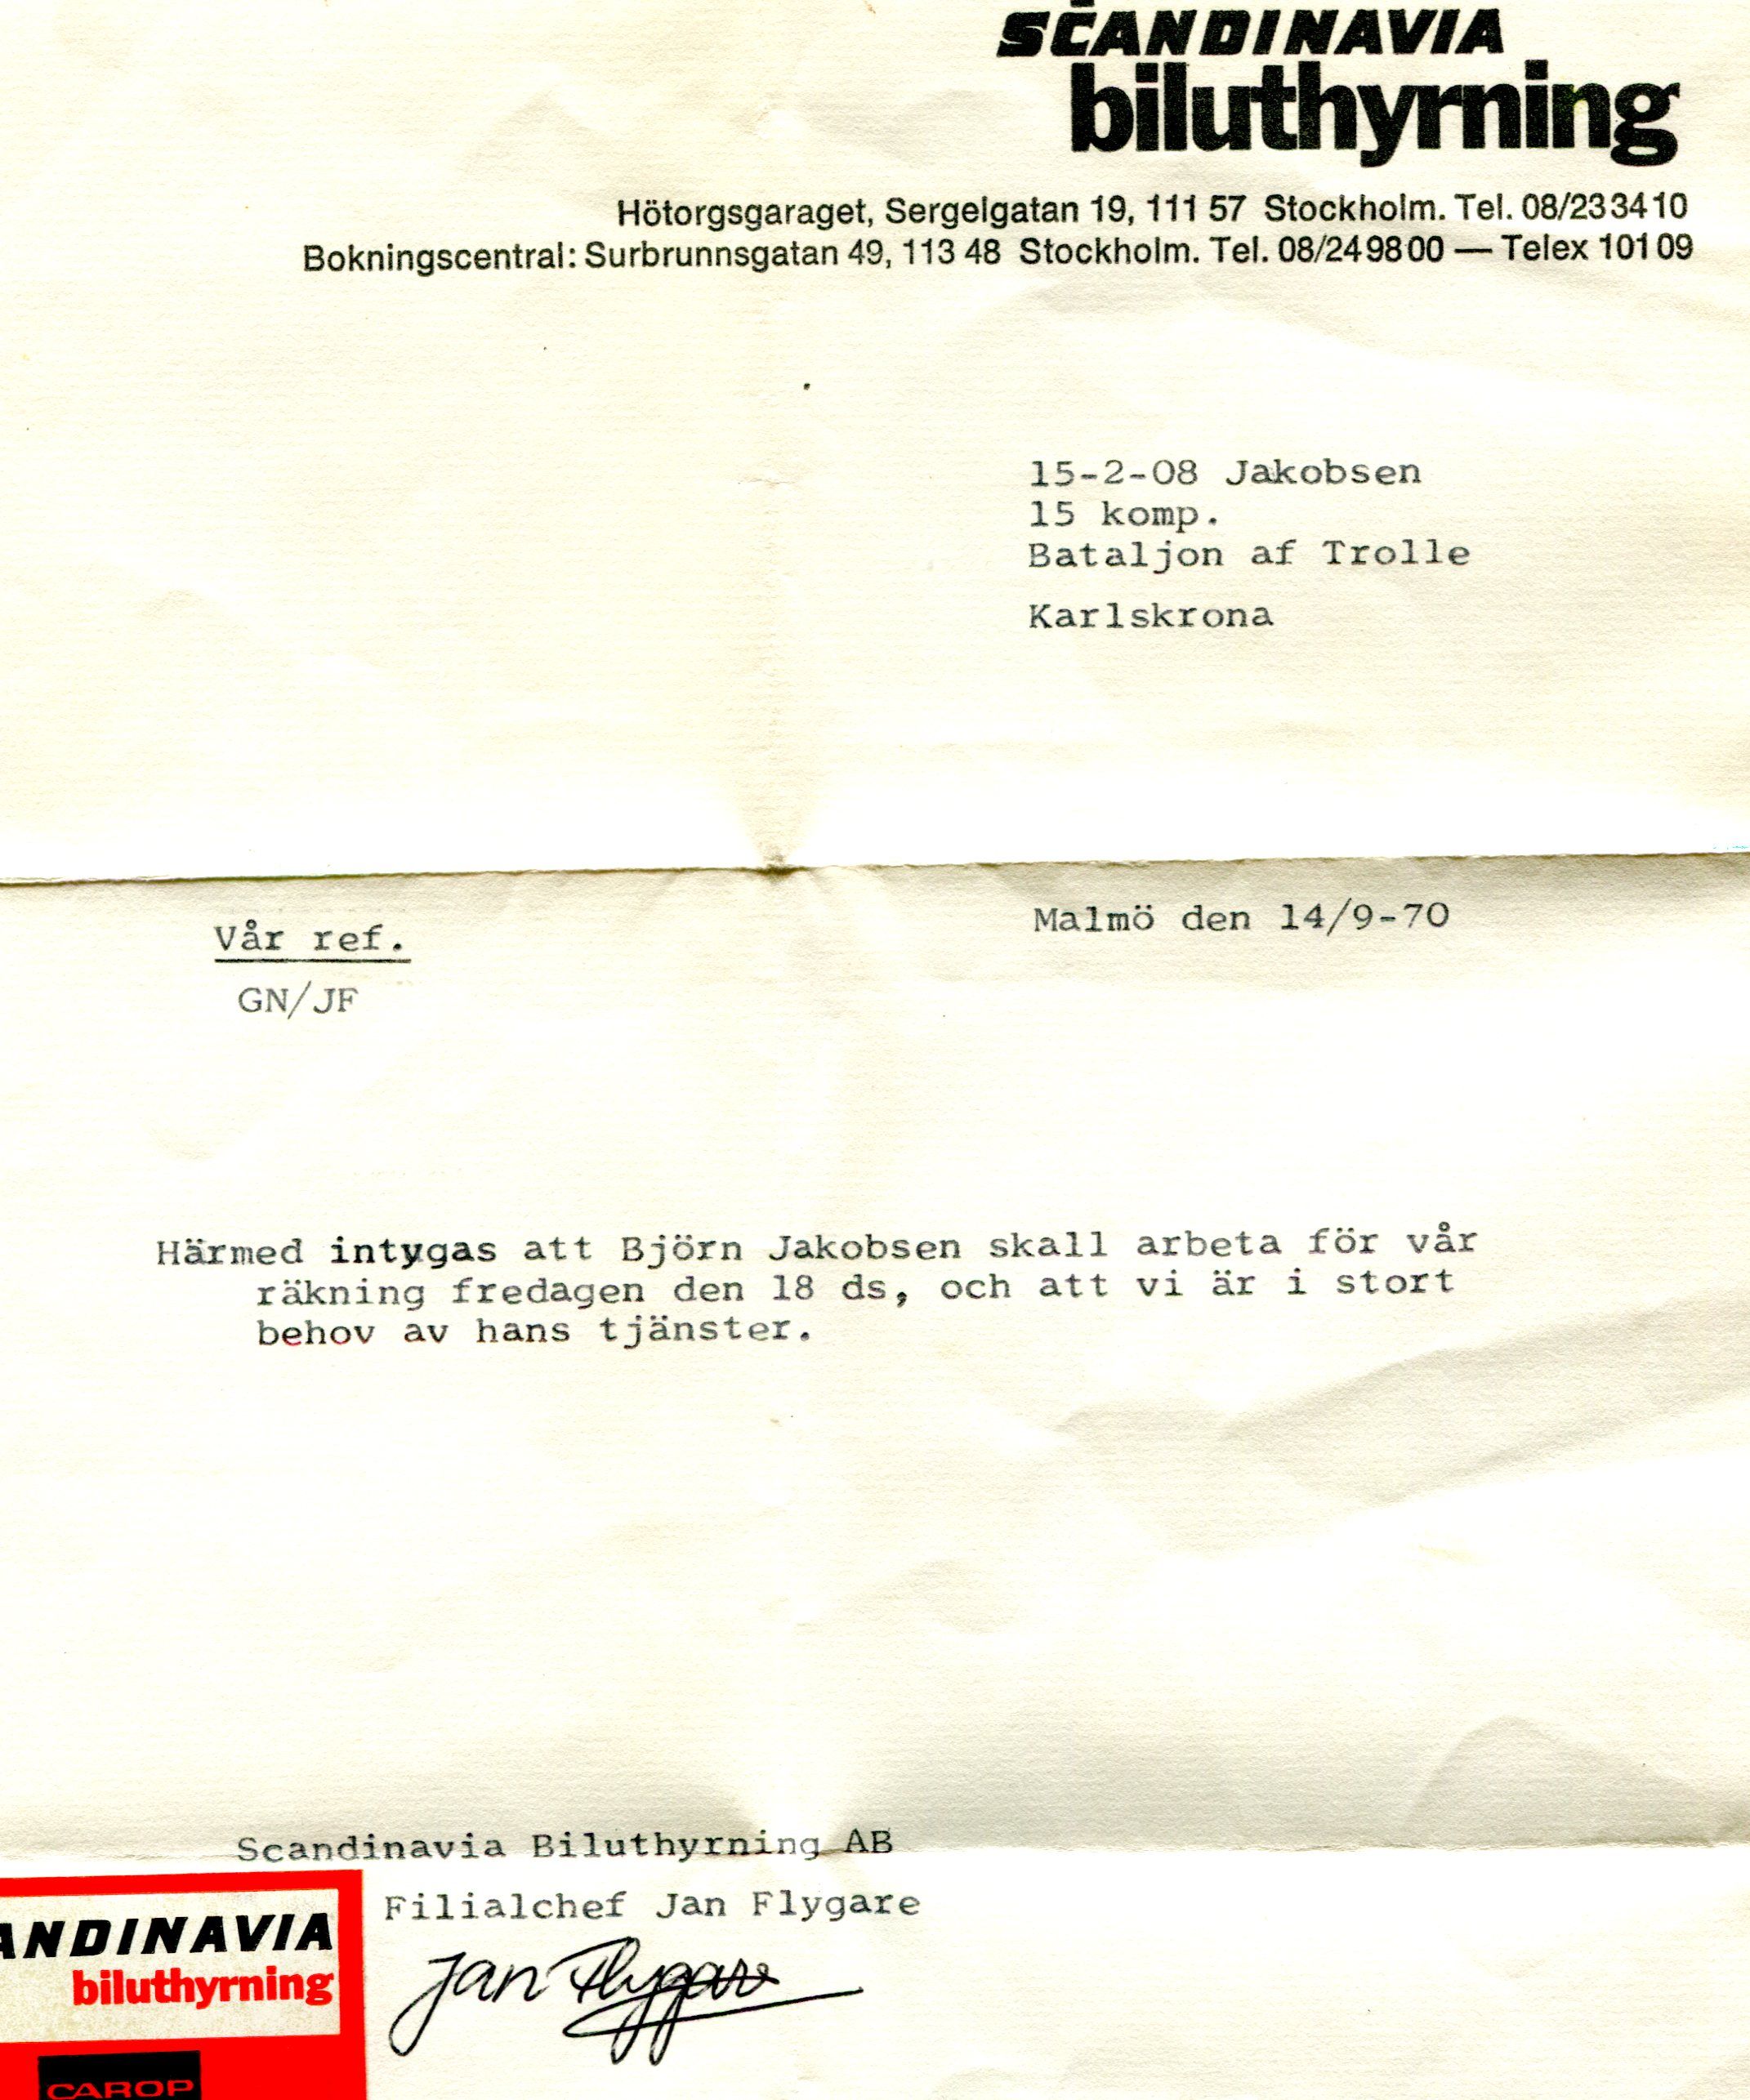 SCANDINAVIA
biluthyrning
Hötorgsgaraget, Sergelgatan 19, 111 57 Stockholm. Tel. 08/23 34 10
Bokningscentral: Surbrunnsgatan 49, 113 48 Stockholm. Tel. 08/24 98 00 — Telex 101 09
15-2-08 Jakobsen
15 komp.
Bataljon af Trolle
Karlskrona
Malmö den 14/9-70
Vår ref.
GN/JF
Härmed intygas att Björn Jakobsen skall arbeta för vår
räkning fredagen den 18 ds, och att vi är i stort
behov av hans tjänster.
Scandinavia Biluthyrning AB
Filialchef Jan Flygare
Jan Flygare
ANDINAVIA
biluthyrning
CAROP